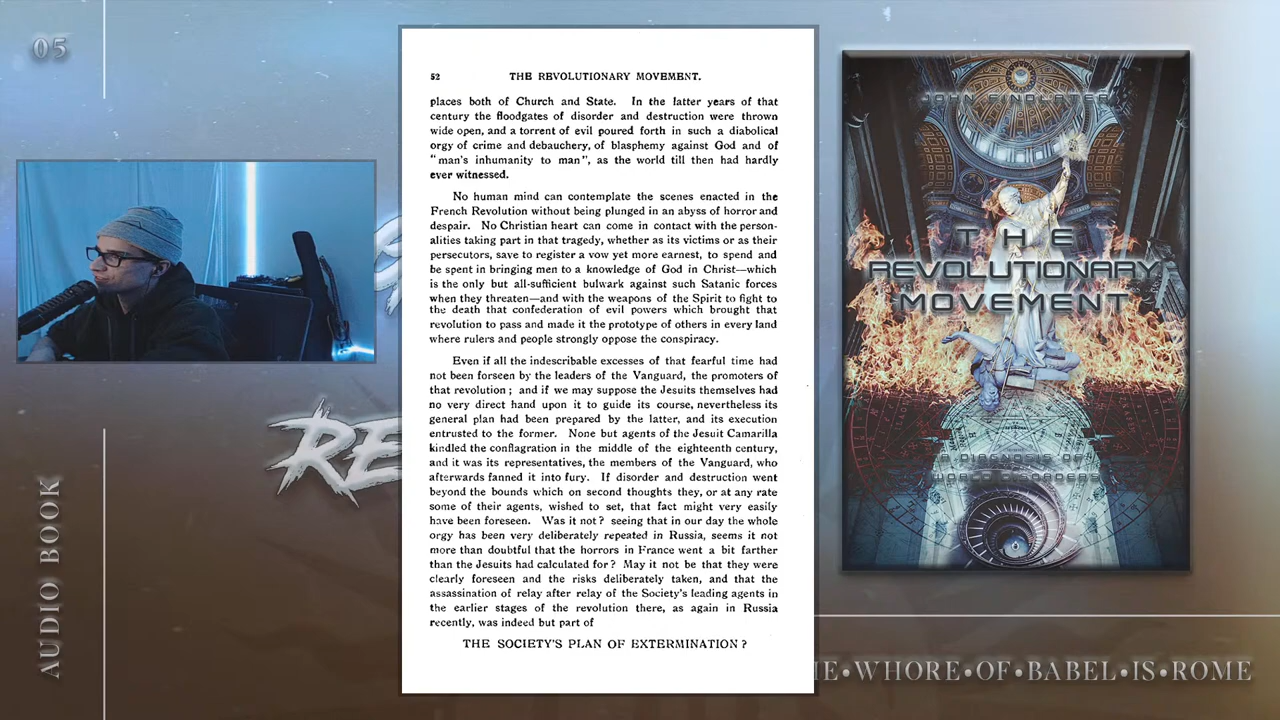 05
AUDIO BOOK
RE
52 THE REVOLUTIONARY MOVEMENT.
places both of Church and State. In the latter years of that
century the floodgates of disorder and destruction were thrown
wide open, and a torrent of evil poured forth in such a diabolical
orgy of crime and debauchery, of blasphemy against God and of
"man's inhumanity to man", as the world till then had hardly
ever witnessed.
No human mind can contemplate the scenes enacted in the
French Revolution without being plunged in an abyss of horror and
despair. No Christian heart can come in contact with the person-
alities taking part in that tragedy, whether as its victims or as their
persecutors, save to register a vow yet more earnest, to spend and
be spent in bringing men to a knowledge of God in Christ—which
is the only but all-sufficient bulwark against such Satanic forces
when they threaten—and with the weapons of the Spirit to fight to
the death that confederation of evil powers which brought that
revolution to pass and made it the prototype of others in every land
where rulers and people strongly oppose the conspiracy.
Even if all the indescribable excesses of that fearful time had
not been forseen by the leaders of the Vanguard, the promoters of
that revolution; and if we may suppose the Jesuits themselves had
no very direct hand upon it to guide its course, nevertheless its
general plan had been prepared by the latter, and its execution
entrusted to the former. None but agents of the Jesuit Camarilla
kindled the conflagration in the middle of the eighteenth century,
and it was its representatives, the members of the Vanguard, who
afterwards fanned it into fury. If disorder and destruction went
beyond the bounds which on second thoughts they, or at any rate
some of their agents, wished to set, that fact might very easily
have been foreseen. Was it not? seeing that in our day the whole
orgy has been very deliberately repeated in Russia, seems it not
more than doubtful that the horrors in France went a bit farther
than the Jesuits had calculated for? May it not be that they were
clearly foreseen and the risks deliberately taken, and that the
assassination of relay after relay of the Society's leading agents in
the earlier stages of the revolution there, as again in Russia
recently, was indeed but part of
THE SOCIETY'S PLAN OF EXTERMINATION?
JOHN FINDLATER
THE
REVOLUTIONARY
MOVEMENT
A DIAGNOSIS OF
WORLD DISORDERS
HE•WHORE•OF•BABEL•IS•ROME